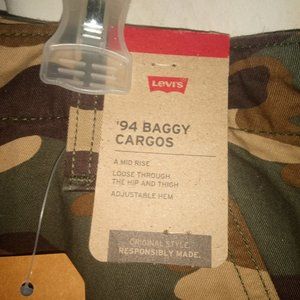 Levi's
'94 BAGGY
CARGOS
A MID RISE
LOOSE THROUGH
THE HIP AND THIGH
ADJUSTABLE HEM
ORIGINAL STYLE
RESPONSIBLY MADE.